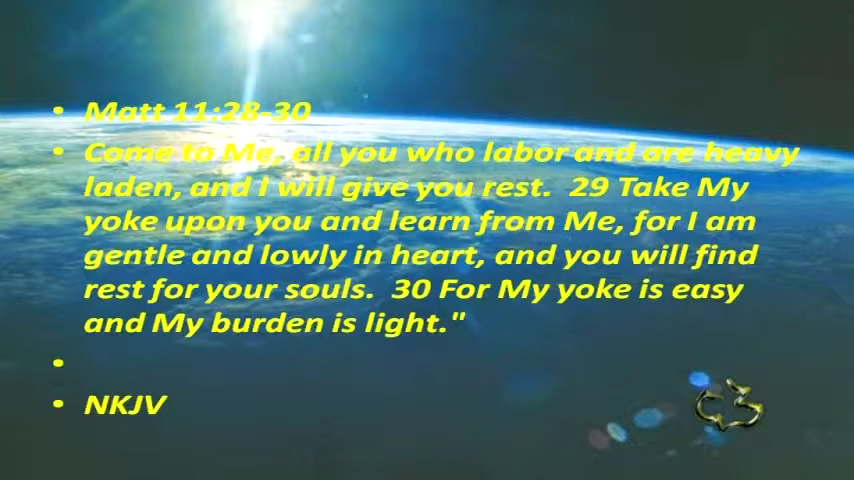 • Matt 11:28-30
• Come to Me, all you who labor and are heavy
laden, and I will give you rest.  29 Take My
yoke upon you and learn from Me, for I am
gentle and lowly in heart, and you will find
rest for your souls.  30 For My yoke is easy
and My burden is light."
•
• NKJV
C3